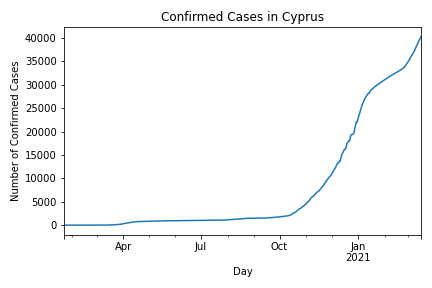 Confirmed Cases in Cyprus
Number of Confirmed Cases
40000
35000
30000
25000
20000
15000
10000
5000
0
Apr
Jul
Oct
Jan
2021
Day